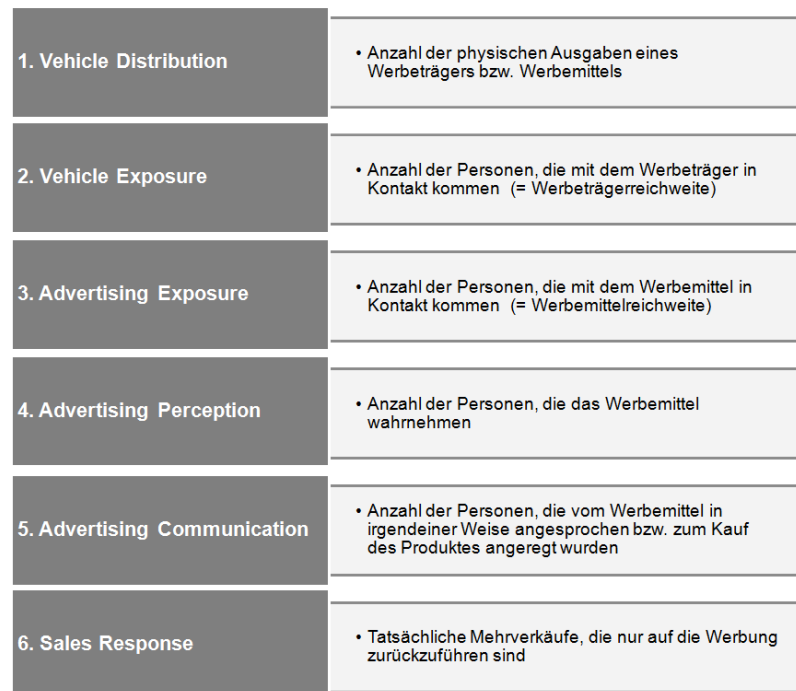 1. Vehicle Distribution
• Anzahl der physischen Ausgaben eines
Werbeträgers bzw. Werbemittels
2. Vehicle Exposure
• Anzahl der Personen, die mit dem Werbeträger in
Kontakt kommen (= Werbeträgerreichweite)
3. Advertising Exposure
• Anzahl der Personen, die mit dem Werbemittel in
Kontakt kommen (= Werbemittelreichweite)
4. Advertising Perception
• Anzahl der Personen, die das Werbemittel
wahrnehmen
5. Advertising Communication
• Anzahl der Personen, die vom Werbemittel in
irgendeiner Weise angesprochen bzw. zum Kauf
des Produktes angeregt wurden
6. Sales Response
• Tatsächliche Mehrverkäufe, die nur auf die Werbung
zurückzuführen sind